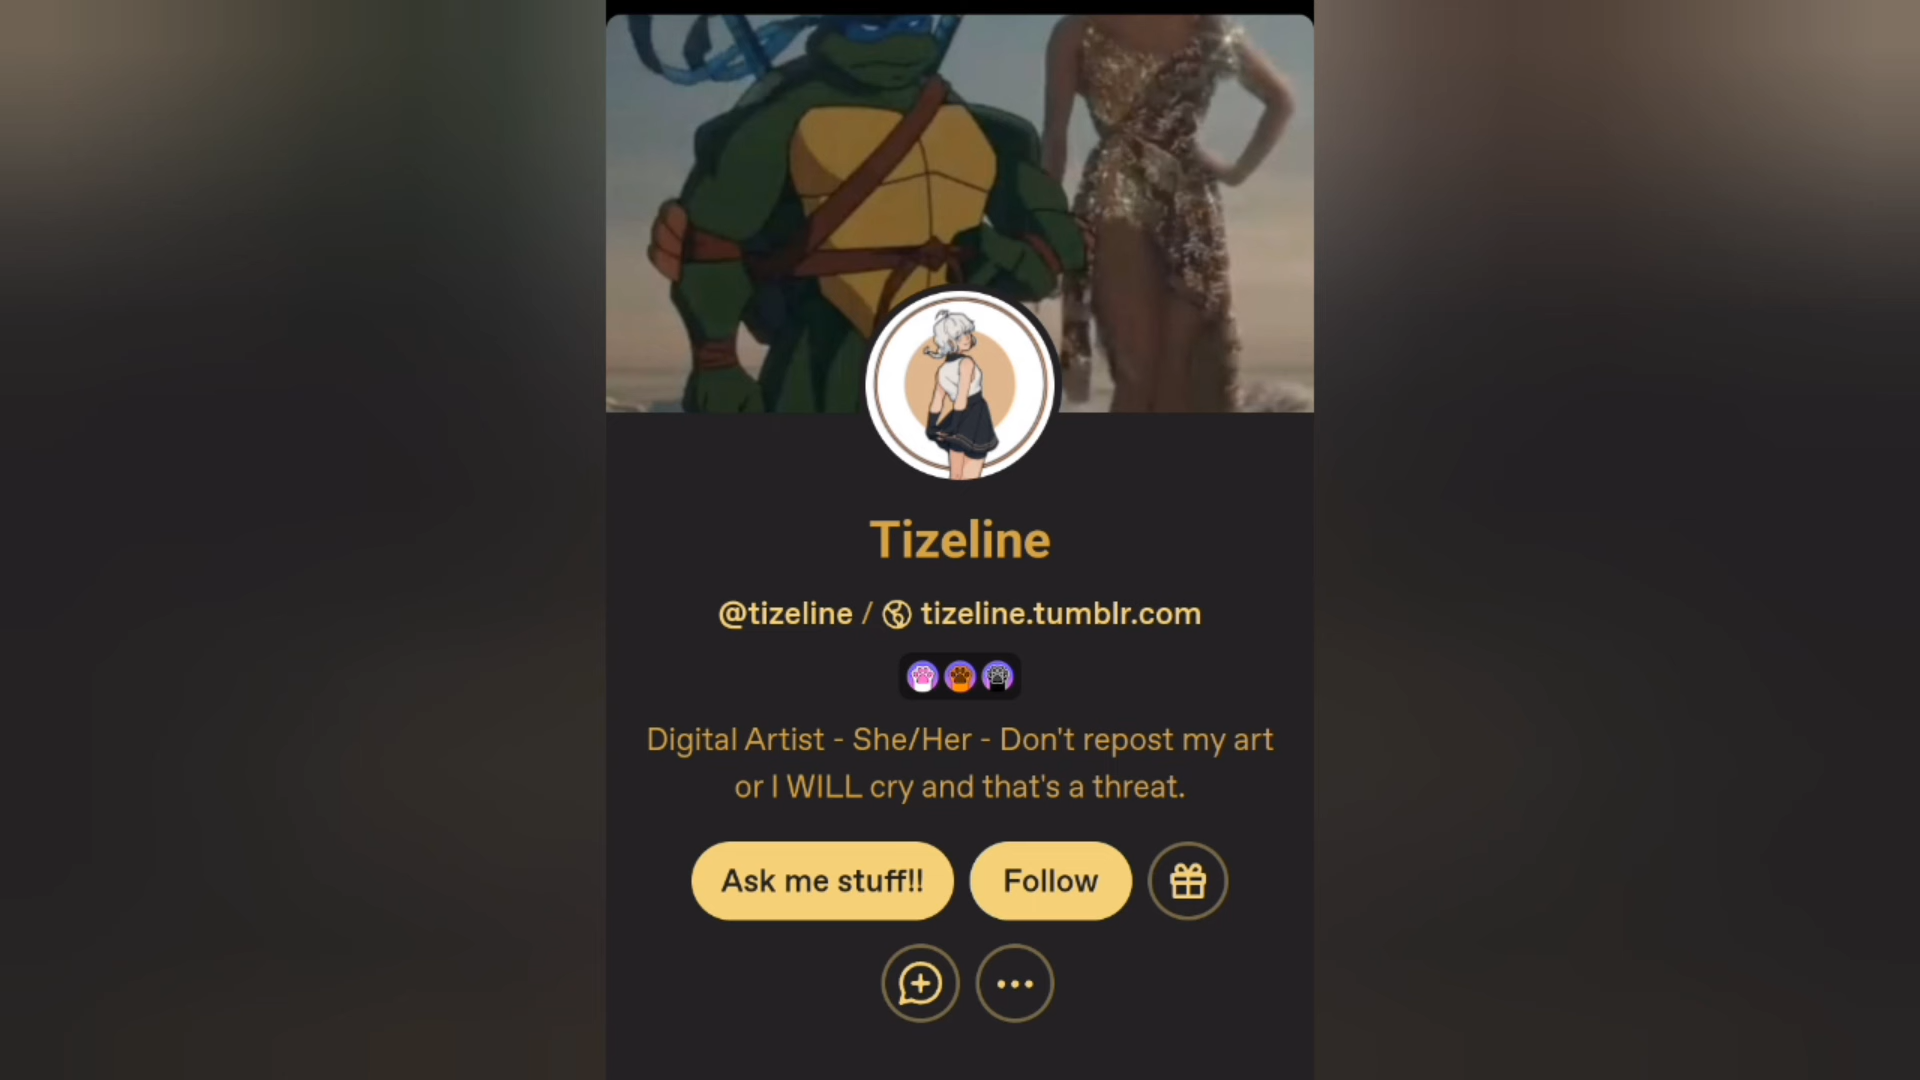 Tizeline
@tizeline / tizeline.tumblr.com
Digital Artist - She/Her - Don't repost my art
or I WILL cry and that's a threat.
Ask me stuff!! Follow